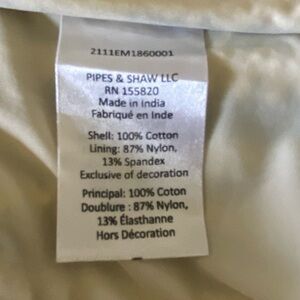 2111EM1860001
PIPES & SHAW LLC
RN 155820
Made in India
Fabriqué en Inde
Shell: 100% Cotton
Lining: 87% Nylon,
13% Spandex
Exclusive of decoration
Principal: 100% Coton
Doublure : 87% Nylon,
13% Élasthanne
Hors Décoration